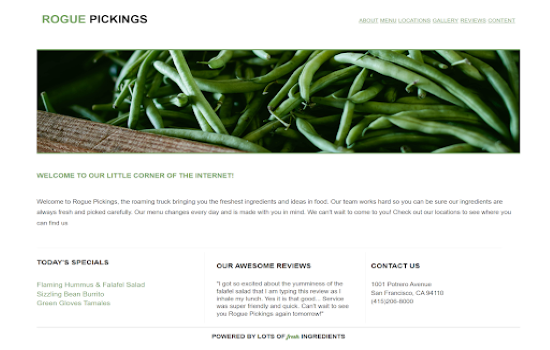 ROGUE PICKINGS
ABOUT MENU LOCATIONS GALLERY REVIEWS CONTENT
WELCOME TO OUR LITTLE CORNER OF THE INTERNET!
Welcome to Rogue Pickings, the roaming truck bringing you the freshest ingredients and ideas in food. Our team works hard so you can be sure our ingredients are
always fresh and picked carefully. Our menu changes every day and is made with you in mind. We can't wait to come to you! Check out our locations to see where you
can find us
TODAY'S SPECIALS
Flaming Hummus & Falafel Salad
Sizzling Bean Burrito
Green Gloves Tamales
OUR AWESOME REVIEWS
"I got so excited about the yumminess of the
falafel salad that I am typing this review as I
inhale my lunch. Yes it is that good... Service
was super friendly and quick. Can't wait to see
you Rogue Pickings again tomorrow!"
CONTACT US
1001 Potrero Avenue
San Francisco, CA 94110
(415)206-8000
POWERED BY LOTS OF fresh INGREDIENTS